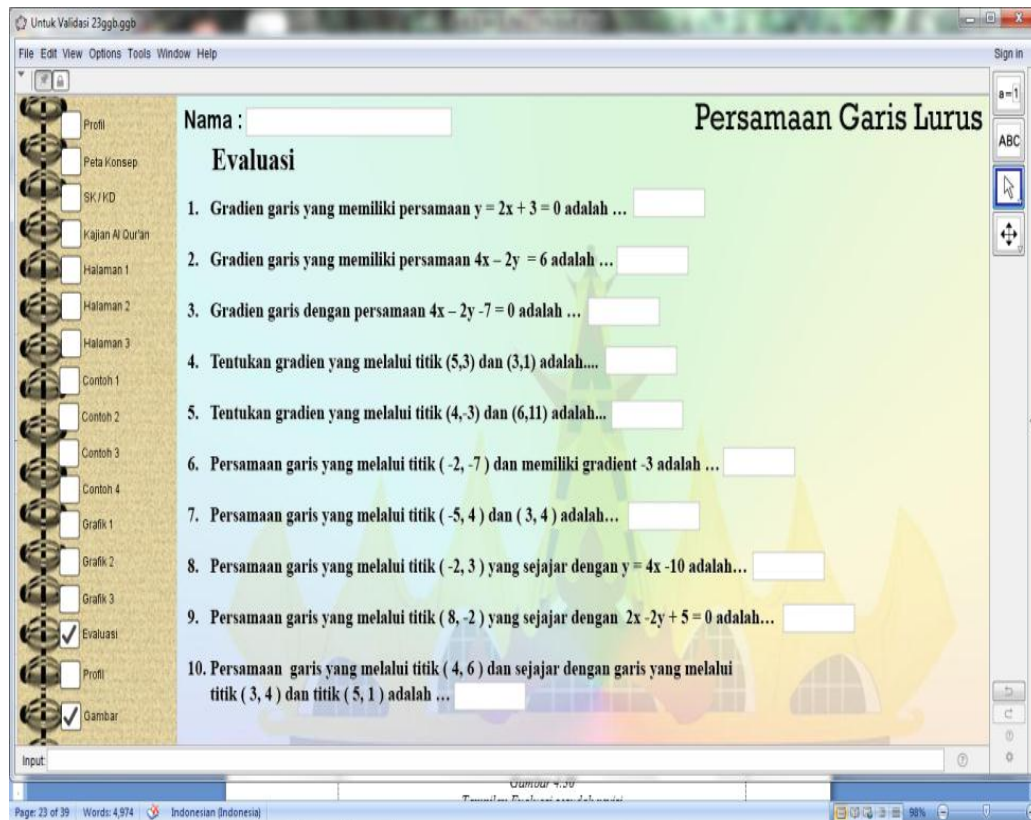 Untuk Validasi 23ggb.ggb
File Edit View Options Tools Window Help
Sign in
a=1
ABC
Profil
Peta Konsep
SK/KD
Kajian Al Qur'an
Halaman 1
Halaman 2
Halaman 3
Contoh 1
Contoh 2
Contoh 3
Contoh 4
Grafik 1
Grafik 2
Grafik 3
Evaluasi
Profil
Gambar
Nama :
Persamaan Garis Lurus
Evaluasi
1. Gradien garis yang memiliki persamaan y = 2x + 3 = 0 adalah ...
2. Gradien garis yang memiliki persamaan 4x – 2y = 6 adalah ...
3. Gradien garis dengan persamaan 4x – 2y -7 = 0 adalah ...
4. Tentukan gradien yang melalui titik (5,3) dan (3,1) adalah....
5. Tentukan gradien yang melalui titik (4,-3) dan (6,11) adalah...
6. Persamaan garis yang melalui titik ( -2, -7 ) dan memiliki gradient -3 adalah ...
7. Persamaan garis yang melalui titik ( -5, 4 ) dan ( 3, 4 ) adalah...
8. Persamaan garis yang melalui titik ( -2, 3 ) yang sejajar dengan y = 4x -10 adalah...
9. Persamaan garis yang melalui titik ( 8, -2 ) yang sejajar dengan 2x -2y + 5 = 0 adalah...
10. Persamaan garis yang melalui titik ( 4, 6 ) dan sejajar dengan garis yang melalui
titik ( 3, 4 ) dan titik ( 5, 1 ) adalah ...
Input:
Page: 23 of 39 Words: 4,974 Indonesian (Indonesia) 98%